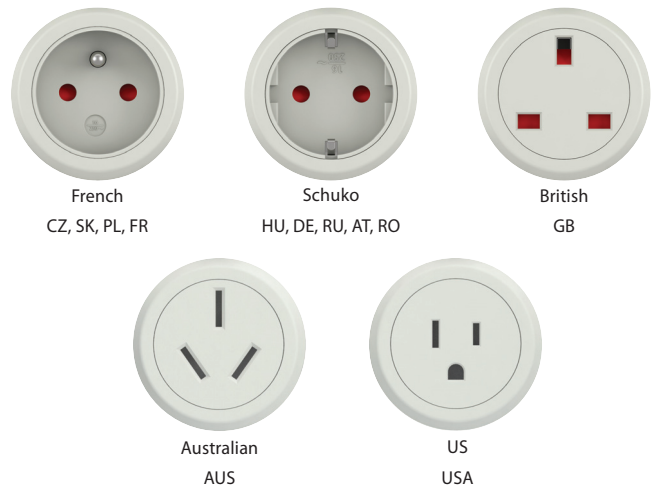 French
CZ, SK, PL, FR
Schuko
HU, DE, RU, AT, RO
British
GB
Australian
AUS
US
USA